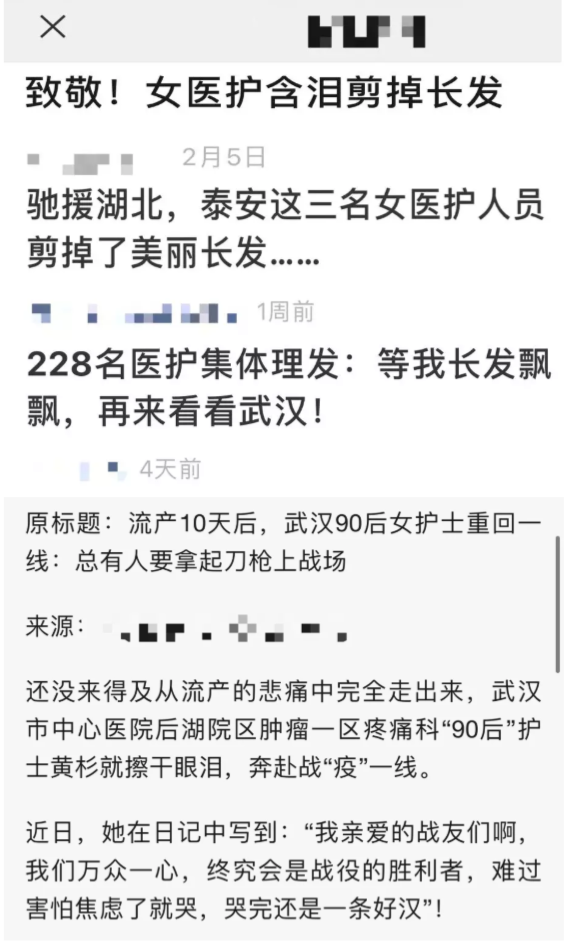 致敬！女医护含泪剪掉长发
2月5日
驰援湖北，泰安这三名女医护人员
剪掉了美丽长发……
1周前
228名医护集体理发：等我长发飘
飘，再来看看武汉！
4天前
原标题：流产10天后，武汉90后女护士重回一
线：总有人要拿起刀枪上战场
来源：
还没来得及从流产的悲痛中完全走出来，武汉
市中心医院后湖院区肿瘤一区疼痛科“90后”护
士黄杉就擦干眼泪，奔赴战“疫”一线。
近日，她在日记中写到：“我亲爱的战友们啊，
我们万众一心，终究会是战役的胜利者，难过
害怕焦虑了就哭，哭完还是一条好汉”！